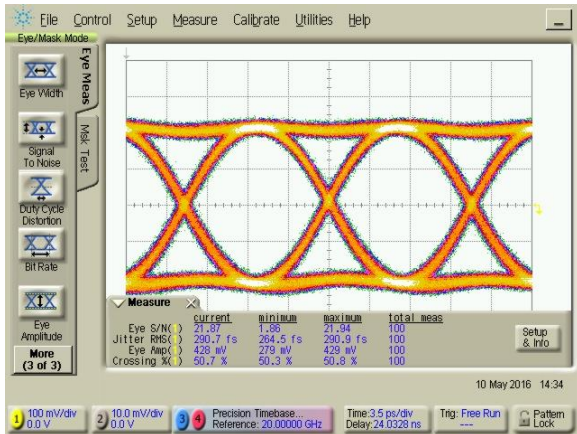 File Control Setup Measure Calibrate Utilities Help
Eye/Mask Mode
Eye Meas
Msk Test
Eye Width
Signal
To Noise
Duty Cycle
Distortion
Bit Rate
Eye
Amplitude
More
(3 of 3)
Measure
current minimum maximum total meas
Eye S/N(1) 21.87 1.86 21.94 100
Jitter RMS(1) 290.7 fs 264.5 fs 290.9 fs 100
Eye Amp(1) 428 mV 279 mV 429 mV 100
Crossing %(1) 50.7 % 50.3 % 50.8 % 100
Setup
& Info
10 May 2016 14:34
1 100 mV/div
0.0 V
2 10.0 mV/div
0.0 V
3 4 Precision Timebase...
Reference: 20.00000 GHz
Time:3.5 ps/div
Delay:24.0328 ns
Trig: Free Run
---
Pattern
Lock